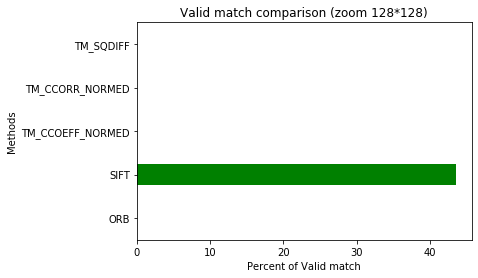 Valid match comparison (zoom 128*128)
Methods
TM_SQDIFF
TM_CCORR_NORMED
TM_CCOEFF_NORMED
SIFT
ORB
0 10 20 30 40
Percent of Valid match